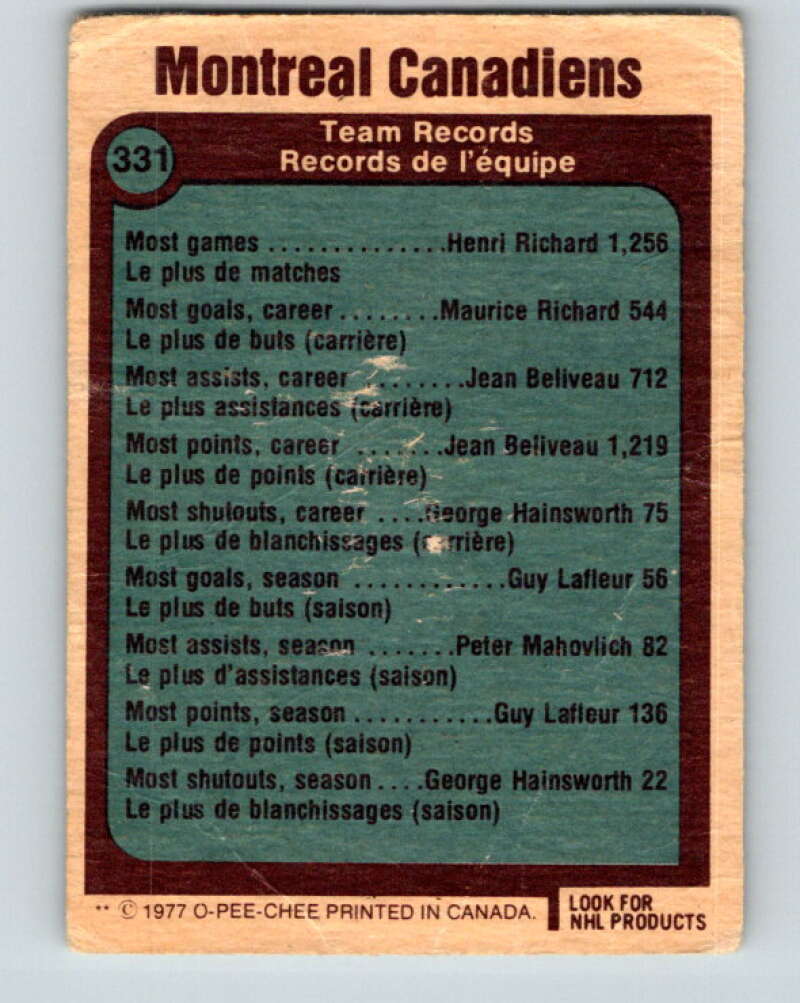 Montreal Canadiens
331
Team Records
Records de l'équipe
Most games ..............Henri Richard 1,256
Le plus de matches
Most goals, career........Maurice Richard 544
Le plus de buts (carrière)
Most assists, career ........Jean Beliveau 712
Le plus assistances (carrière)
Most points, career .......Jean Beliveau 1,219
Le plus de points (carrière)
Most shutouts, career ....George Hainsworth 75
Le plus de blanchissages (carrière)
Most goals, season ............Guy Lafleur 56
Le plus de buts (saison)
Most assists, season .......Peter Mahovlich 82
Le plus d'assistances (saison)
Most points, season ...........Guy Lafleur 136
Le plus de points (saison)
Most shutouts, season ....George Hainsworth 22
Le plus de blanchissages (saison)
** © 1977 O-PEE-CHEE PRINTED IN CANADA.
LOOK FOR
NHL PRODUCTS